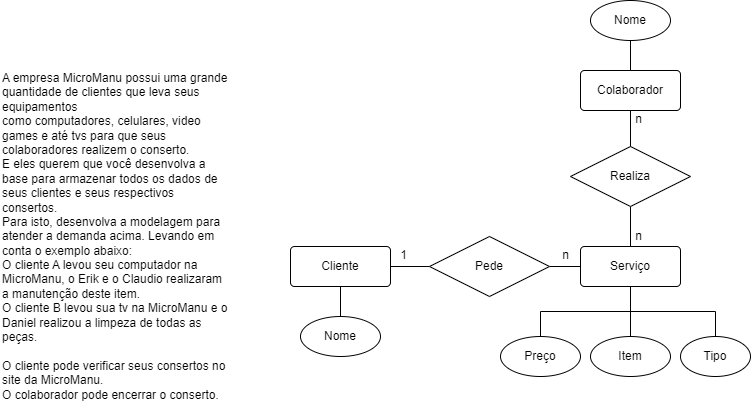 A empresa MicroManu possui uma grande
quantidade de clientes que leva seus
equipamentos
como computadores, celulares, video
games e até tvs para que seus
colaboradores realizem o conserto.
E eles querem que você desenvolva a
base para armazenar todos os dados de
seus clientes e seus respectivos
consertos.
Para isto, desenvolva a modelagem para
atender a demanda acima. Levando em
conta o exemplo abaixo:
O cliente A levou seu computador na
MicroManu, o Erik e o Claudio realizaram
a manutenção deste item.
O cliente B levou sua tv na MicroManu e o
Daniel realizou a limpeza de todas as
peças.
O cliente pode verificar seus consertos no
site da MicroManu.
O colaborador pode encerrar o conserto.
Nome
Colaborador
n
Realiza
n
Cliente
1
Pede
n
Serviço
Nome
Preço
Item
Tipo